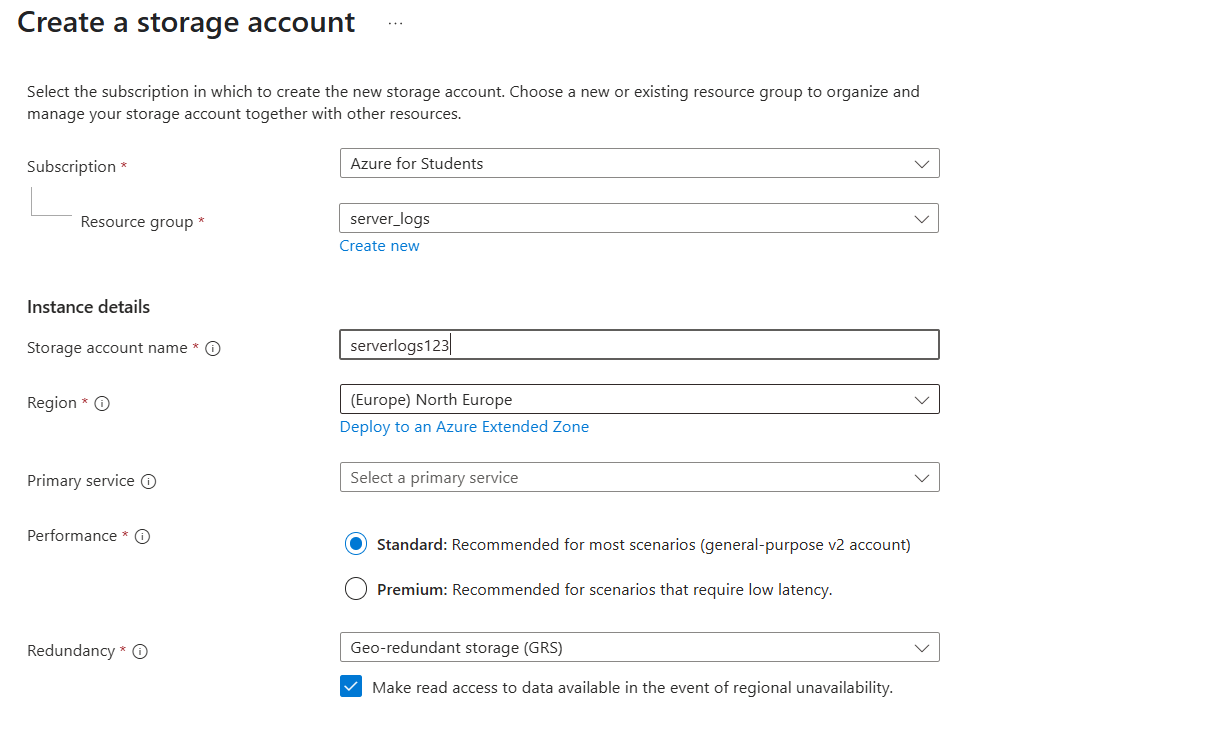 Create a storage account ...
Select the subscription in which to create the new storage account. Choose a new or existing resource group to organize and
manage your storage account together with other resources.
Subscription * Azure for Students
Resource group * server_logs
Create new
Instance details
Storage account name * serverlogs123
Region * (Europe) North Europe
Deploy to an Azure Extended Zone
Primary service Select a primary service
Performance * Standard: Recommended for most scenarios (general-purpose v2 account)
Premium: Recommended for scenarios that require low latency.
Redundancy * Geo-redundant storage (GRS)
Make read access to data available in the event of regional unavailability.